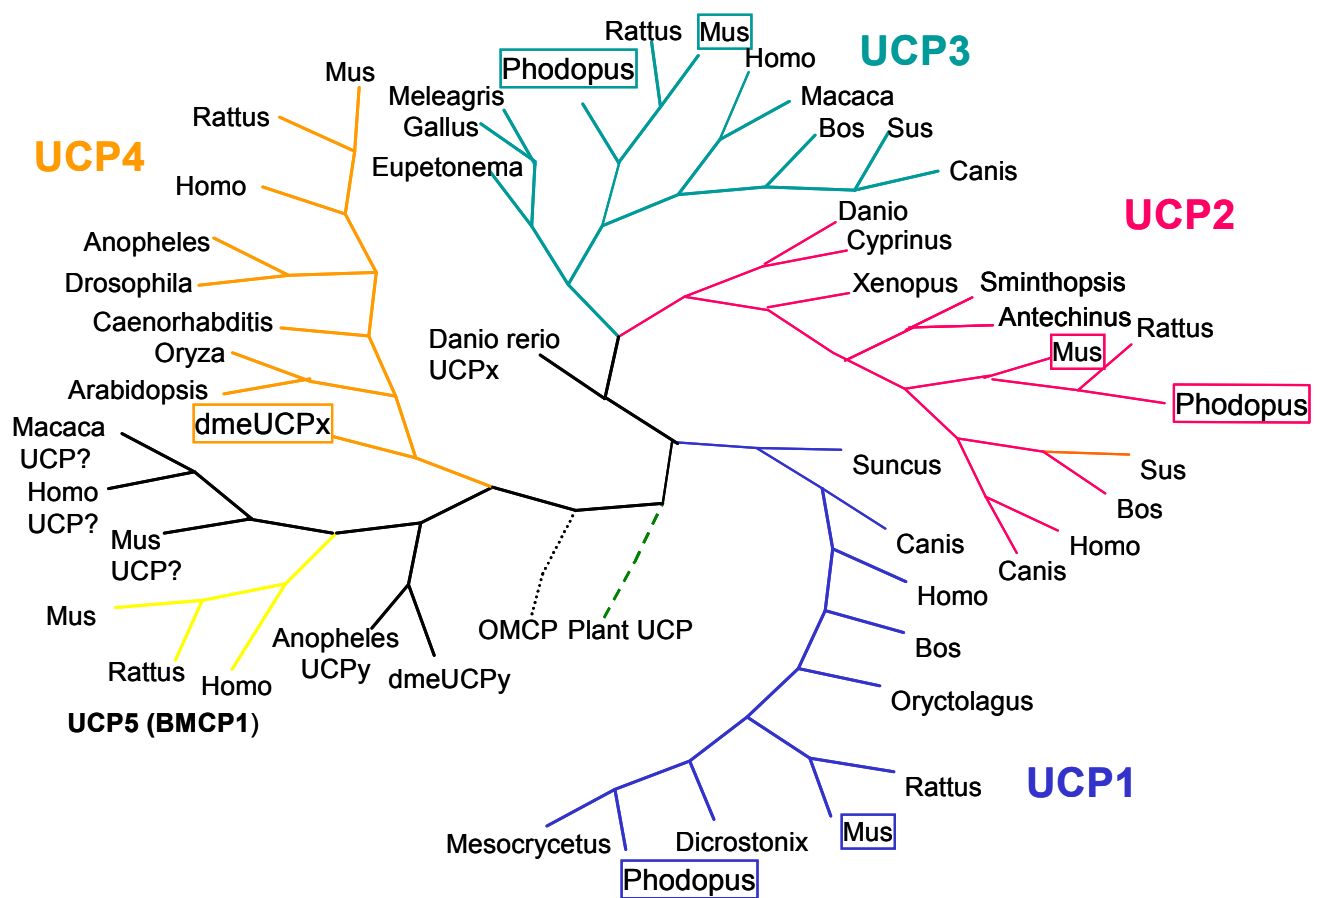 Rattus
Mus
UCP3
Homo
Phodopus
Mus
Meleagris
Macaca
Rattus
Gallus
Bos
Sus
UCP4
Eupetonema
Canis
Homo
Danio
UCP2
Anopheles
Cyprinus
Drosophila
Xenopus
Sminthopsis
Caenorhabditis
Antechinus
Rattus
Danio rerio
UCPx
Oryza
Mus
Arabidopsis
Phodopus
dmeUCPx
Macaca
UCP?
Suncus
Sus
Homo
UCP?
Bos
Mus
UCP?
Canis
Homo
Canis
Homo
Mus
OMCP
Plant UCP
Anopheles
UCPy
Bos
Rattus
Homo
dmeUCPy
Oryctolagus
UCP5 (BMCP1)
UCP1
Rattus
Mus
Mesocrycetus
Dicrostonix
Phodopus